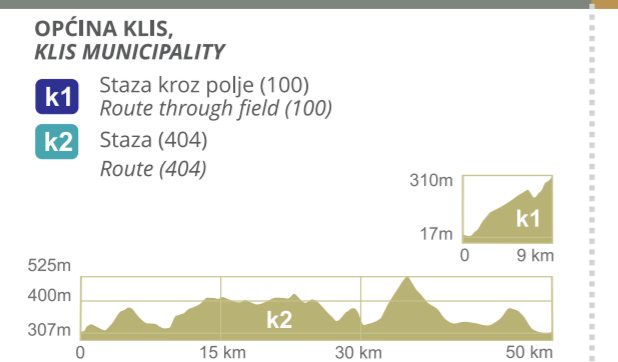 OPĆINA KLIS,
KLIS MUNICIPALITY
k1 Staza kroz polje (100)
Route through field (100)
k2 Staza (404)
Route (404)
310m
k1
17m
0 9 km
525m
400m
k2
307m
0 15 km 30 km 50 km